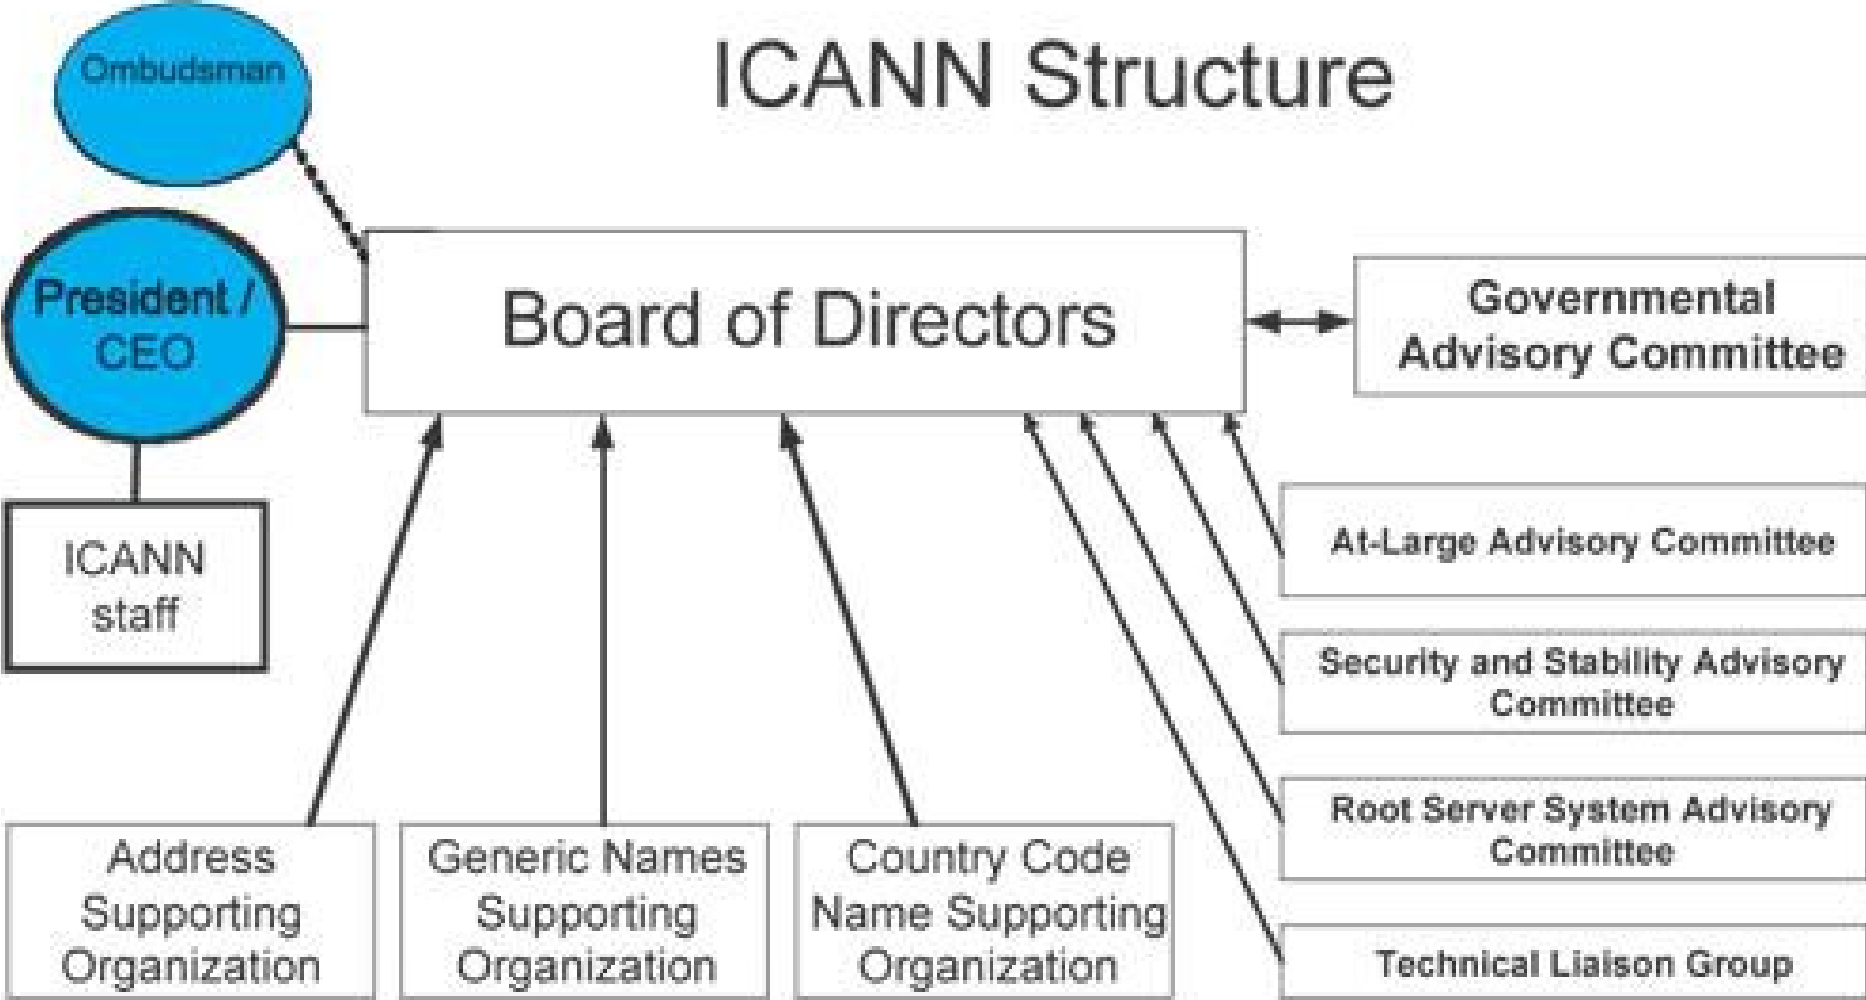 Ombudsman
ICANN Structure
President /
CEO
Board of Directors
Governmental
Advisory Committee
ICANN
staff
At-Large Advisory Committee
Security and Stability Advisory
Committee
Root Server System Advisory
Committee
Technical Liaison Group
Address
Supporting
Organization
Generic Names
Supporting
Organization
Country Code
Name Supporting
Organization